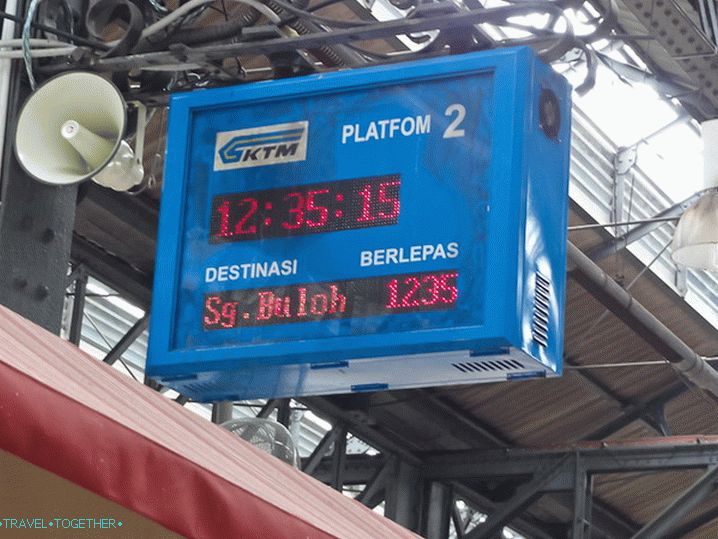 KTM
PLATFOM 2
12:35:15
DESTINASI BERLEPAS
Sg.Buloh 1235
•TRAVEL•TOGETHER•